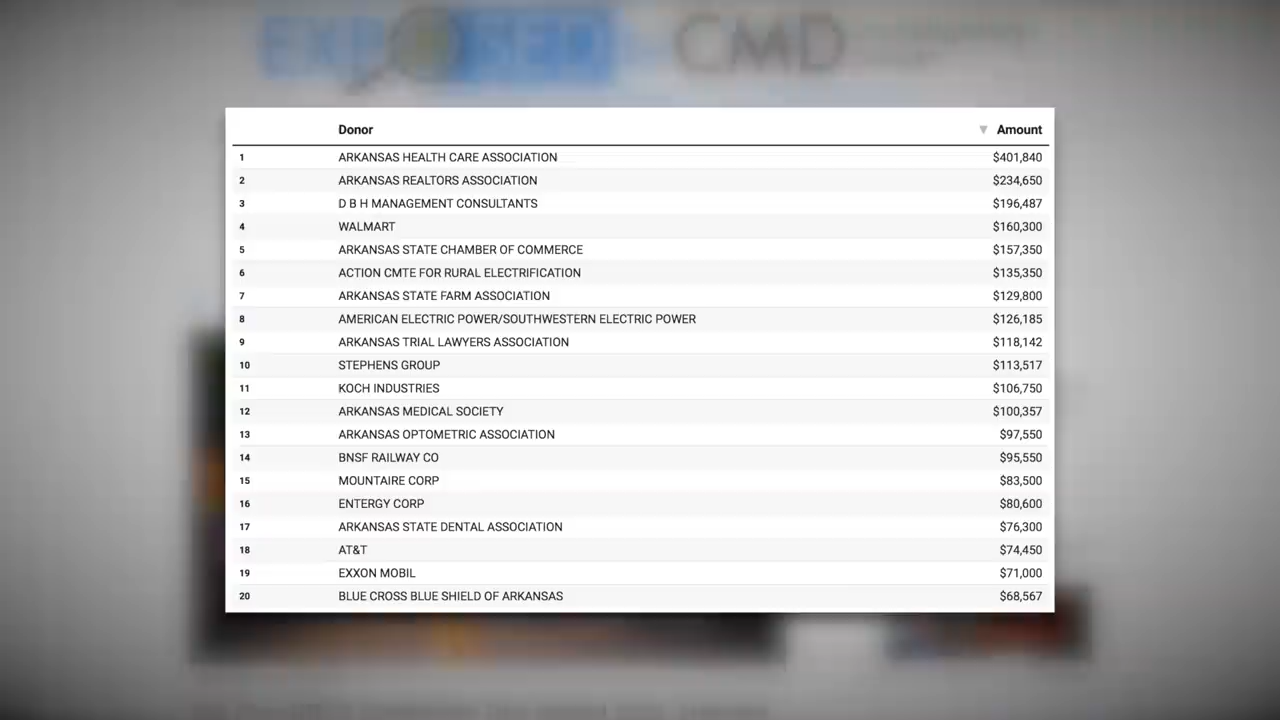 EXPOSED CMD
Donor ▼ Amount
1 ARKANSAS HEALTH CARE ASSOCIATION $401,840
2 ARKANSAS REALTORS ASSOCIATION $234,650
3 D B H MANAGEMENT CONSULTANTS $196,487
4 WALMART $160,300
5 ARKANSAS STATE CHAMBER OF COMMERCE $157,350
6 ACTION CMTE FOR RURAL ELECTRIFICATION $135,350
7 ARKANSAS STATE FARM ASSOCIATION $129,800
8 AMERICAN ELECTRIC POWER/SOUTHWESTERN ELECTRIC POWER $126,185
9 ARKANSAS TRIAL LAWYERS ASSOCIATION $118,142
10 STEPHENS GROUP $113,517
11 KOCH INDUSTRIES $106,750
12 ARKANSAS MEDICAL SOCIETY $100,357
13 ARKANSAS OPTOMETRIC ASSOCIATION $97,550
14 BNSF RAILWAY CO $95,550
15 MOUNTAIRE CORP $83,500
16 ENTERGY CORP $80,600
17 ARKANSAS STATE DENTAL ASSOCIATION $76,300
18 AT&T $74,450
19 EXXON MOBIL $71,000
20 BLUE CROSS BLUE SHIELD OF ARKANSAS $68,567